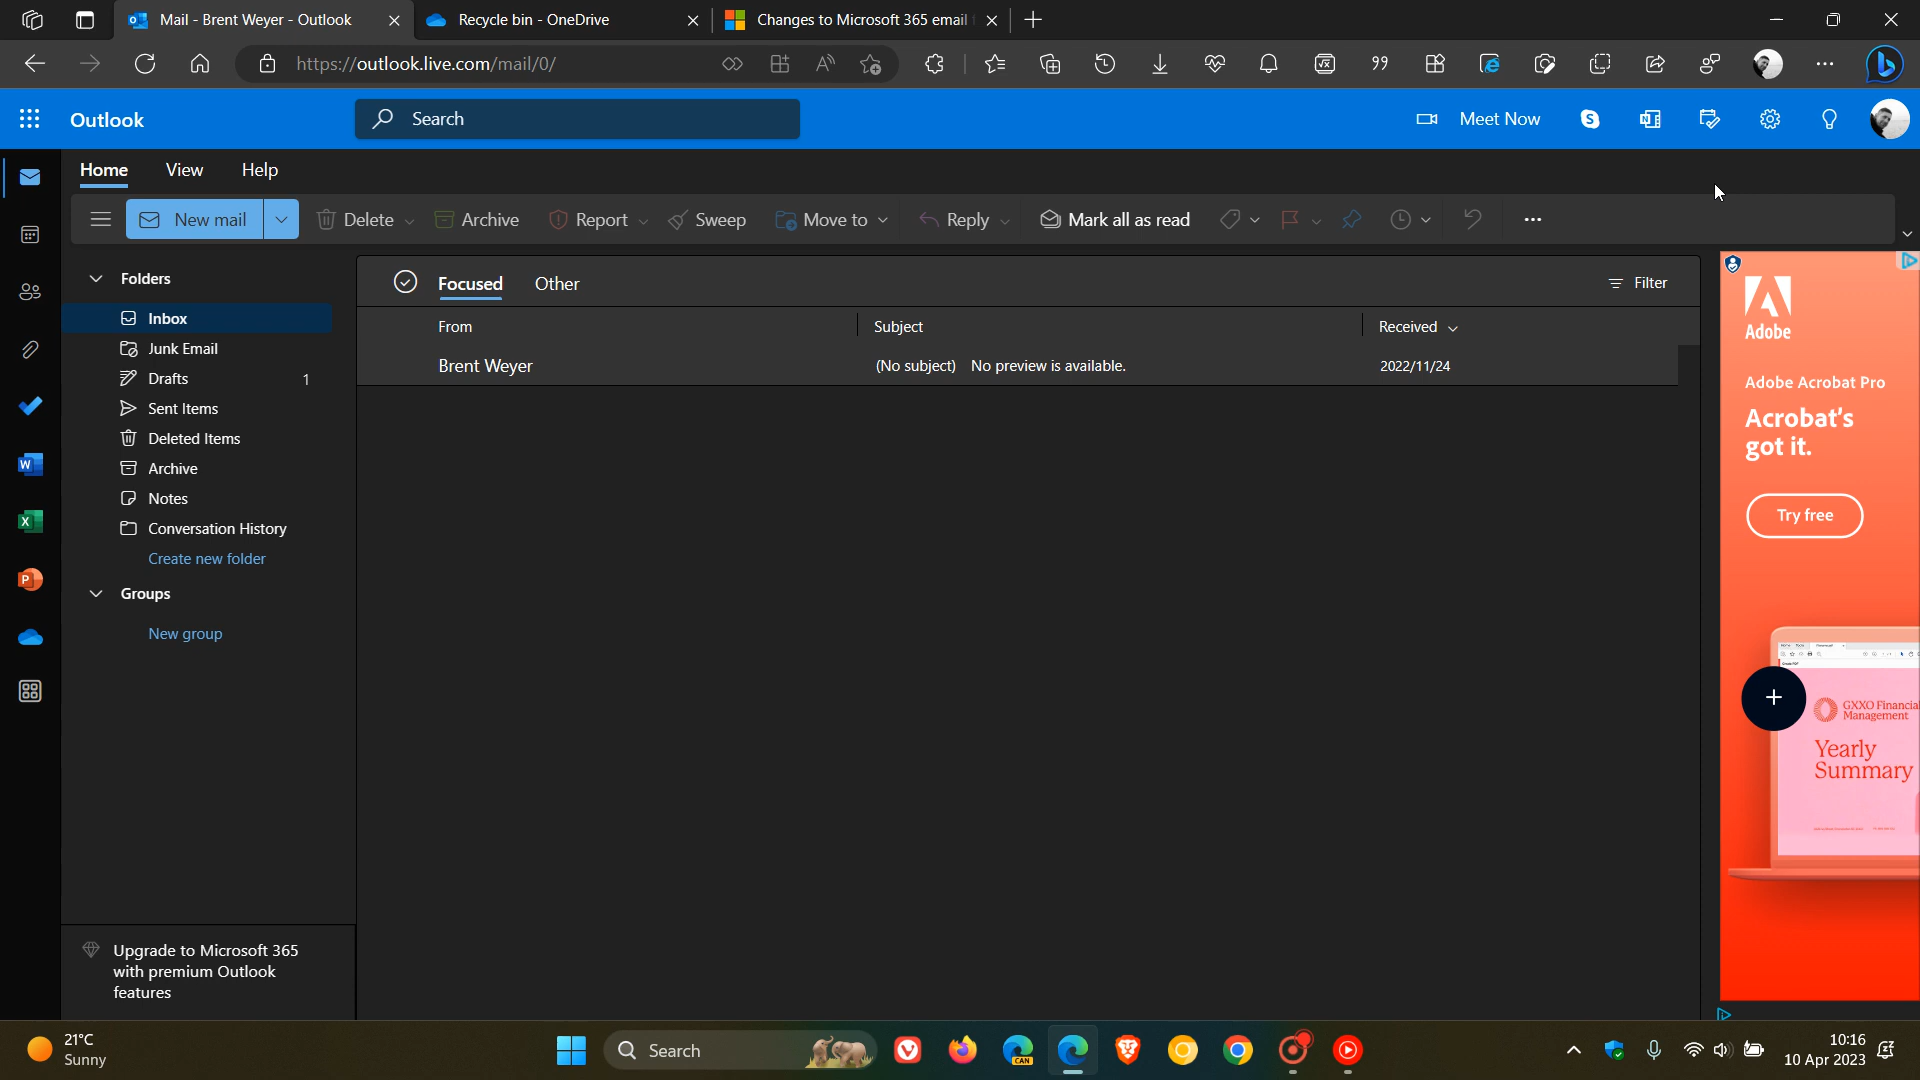 Mail - Brent Weyer - Outlook
Recycle bin - OneDrive
Changes to Microsoft 365 email
https://outlook.live.com/mail/0/
Outlook
Search
Meet Now
Home View Help
New mail
Delete
Archive
Report
Sweep
Move to
Reply
Mark all as read
Folders
Inbox
Junk Email
Drafts 1
Sent Items
Deleted Items
Archive
Notes
Conversation History
Create new folder
Groups
New group
Upgrade to Microsoft 365
with premium Outlook
features
Focused Other
Filter
From Subject Received
Brent Weyer (No subject) No preview is available. 2022/11/24
Adobe
Adobe Acrobat Pro
Acrobat's
got it.
Try free
GXXO Financial
Management
Yearly
Summary
21°C
Sunny
Search
CAN
10:16
10 Apr 2023